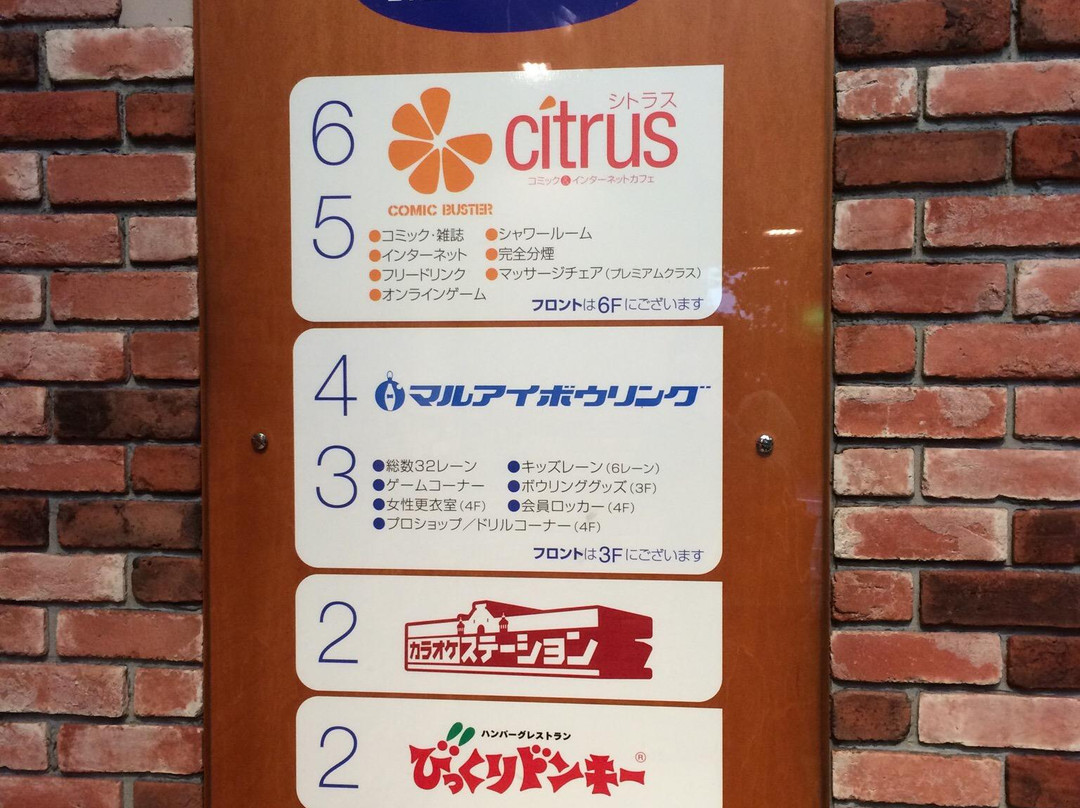 6
シトラス
citrus
コミック&インターネットカフェ
COMIC BUSTER
5
●コミック・雑誌 ●シャワールーム
●インターネット ●完全分煙
●フリードリンク ●マッサージチェア(プレミアムクラス)
●オンラインゲーム
フロントは6Fにございます
4
マルアイボウリング
3
●総数32レーン ●キッズレーン(6レーン)
●ゲームコーナー ●ボウリンググッズ(3F)
●女性更衣室(4F) ●会員ロッカー(4F)
●プロショップ/ドリルコーナー(4F)
フロントは3Fにございます
2
カラオケステーション
2
ハンバーグレストラン
びっくりドンキー®